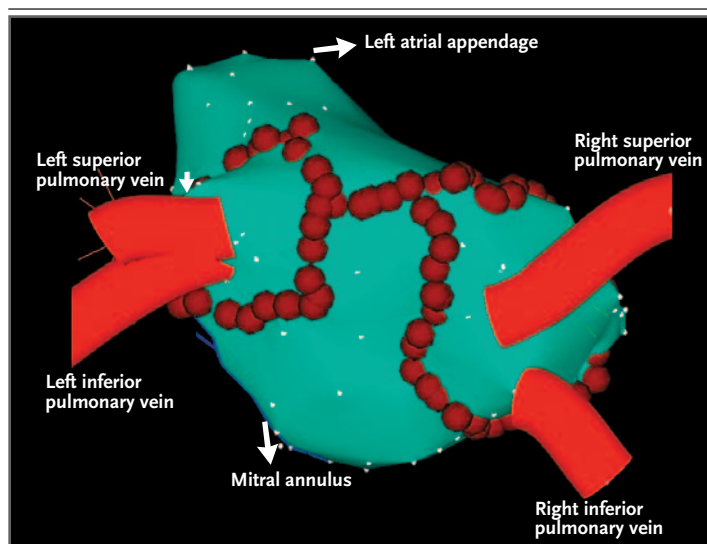 Left atrial appendage
Left superior
pulmonary vein
Right superior
pulmonary vein
Left inferior
pulmonary vein
Mitral annulus
Right inferior
pulmonary vein